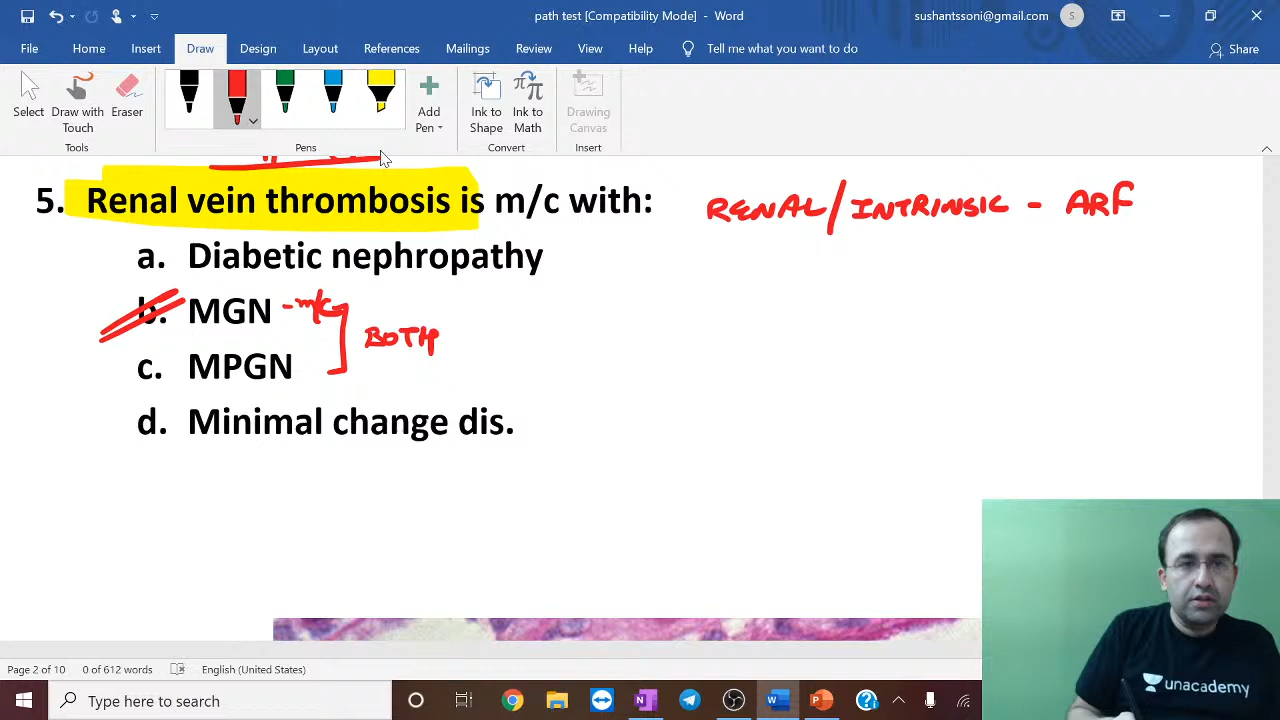 path test [Compatibility Mode] - Word
sushantssoni@gmail.com
S
File Home Insert Draw Design Layout References Mailings Review View Help Tell me what you want to do Share
Select Draw with Touch Eraser Add Pen Ink to Shape Ink to Math Drawing Canvas
Tools Pens Convert Insert
5. Renal vein thrombosis is m/c with: RENAL/INTRINSIC - ARF
a. Diabetic nephropathy
b. MGN - m/c
BOTH
c. MPGN
d. Minimal change dis.
unacademy
Page 2 of 10 0 of 612 words English (United States)
Type here to search